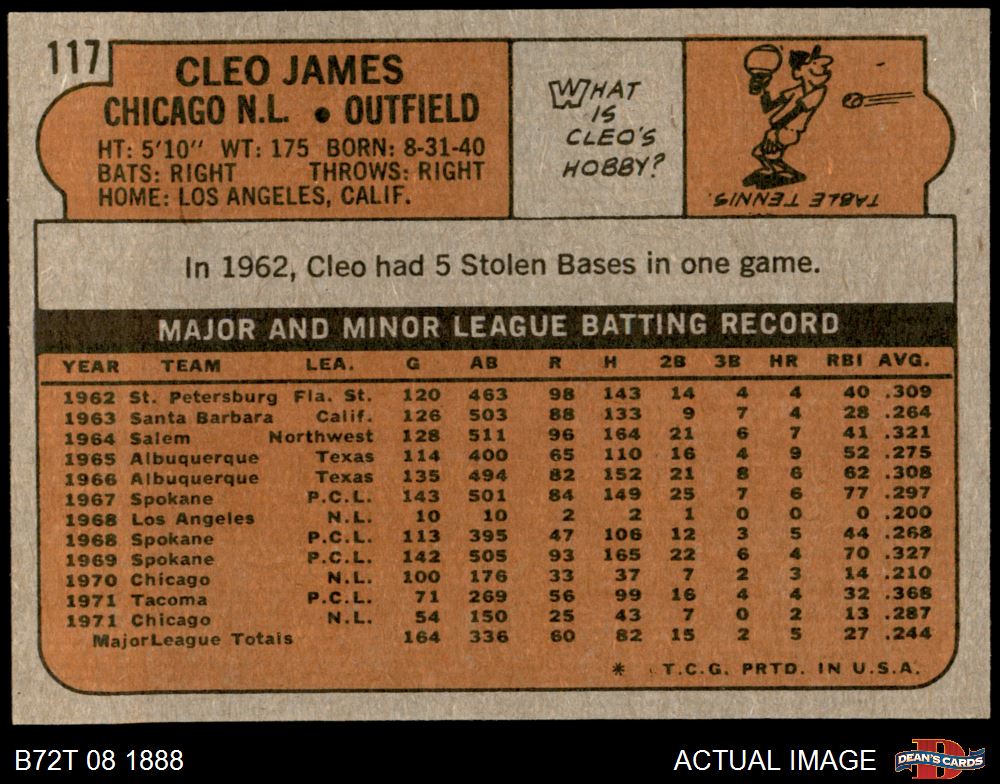 117
CLEO JAMES
CHICAGO N.L. • OUTFIELD
HT: 5'10" WT: 175 BORN: 8-31-40
BATS: RIGHT THROWS: RIGHT
HOME: LOS ANGELES, CALIF.
WHAT
IS
CLEO'S
HOBBY?
TABLE TENNIS.
In 1962, Cleo had 5 Stolen Bases in one game.
MAJOR AND MINOR LEAGUE BATTING RECORD
YEAR TEAM LEA. G AB R H 2B 3B HR RBI AVG.
1962 St. Petersburg Fla. St. 120 463 98 143 14 4 4 40 .309
1963 Santa Barbara Calif. 126 503 88 133 9 7 4 28 .264
1964 Salem Northwest 128 511 96 164 21 6 7 41 .321
1965 Albuquerque Texas 114 400 65 110 16 4 9 52 .275
1966 Albuquerque Texas 135 494 82 152 21 8 6 62 .308
1967 Spokane P.C.L. 143 501 84 149 25 7 6 77 .297
1968 Los Angeles N.L. 10 10 2 2 1 0 0 0 .200
1968 Spokane P.C.L. 113 395 47 106 12 3 5 44 .268
1969 Spokane P.C.L. 142 505 93 165 22 6 4 70 .327
1970 Chicago N.L. 100 176 33 37 7 2 3 14 .210
1971 Tacoma P.C.L. 71 269 56 99 16 4 4 32 .368
1971 Chicago N.L. 54 150 25 43 7 0 2 13 .287
Major League Totals 164 336 60 82 15 2 5 27 .244
* T.C.G. PRTD. IN U.S.A.
B72T 08 1888
ACTUAL IMAGE
DEAN'S CARDS